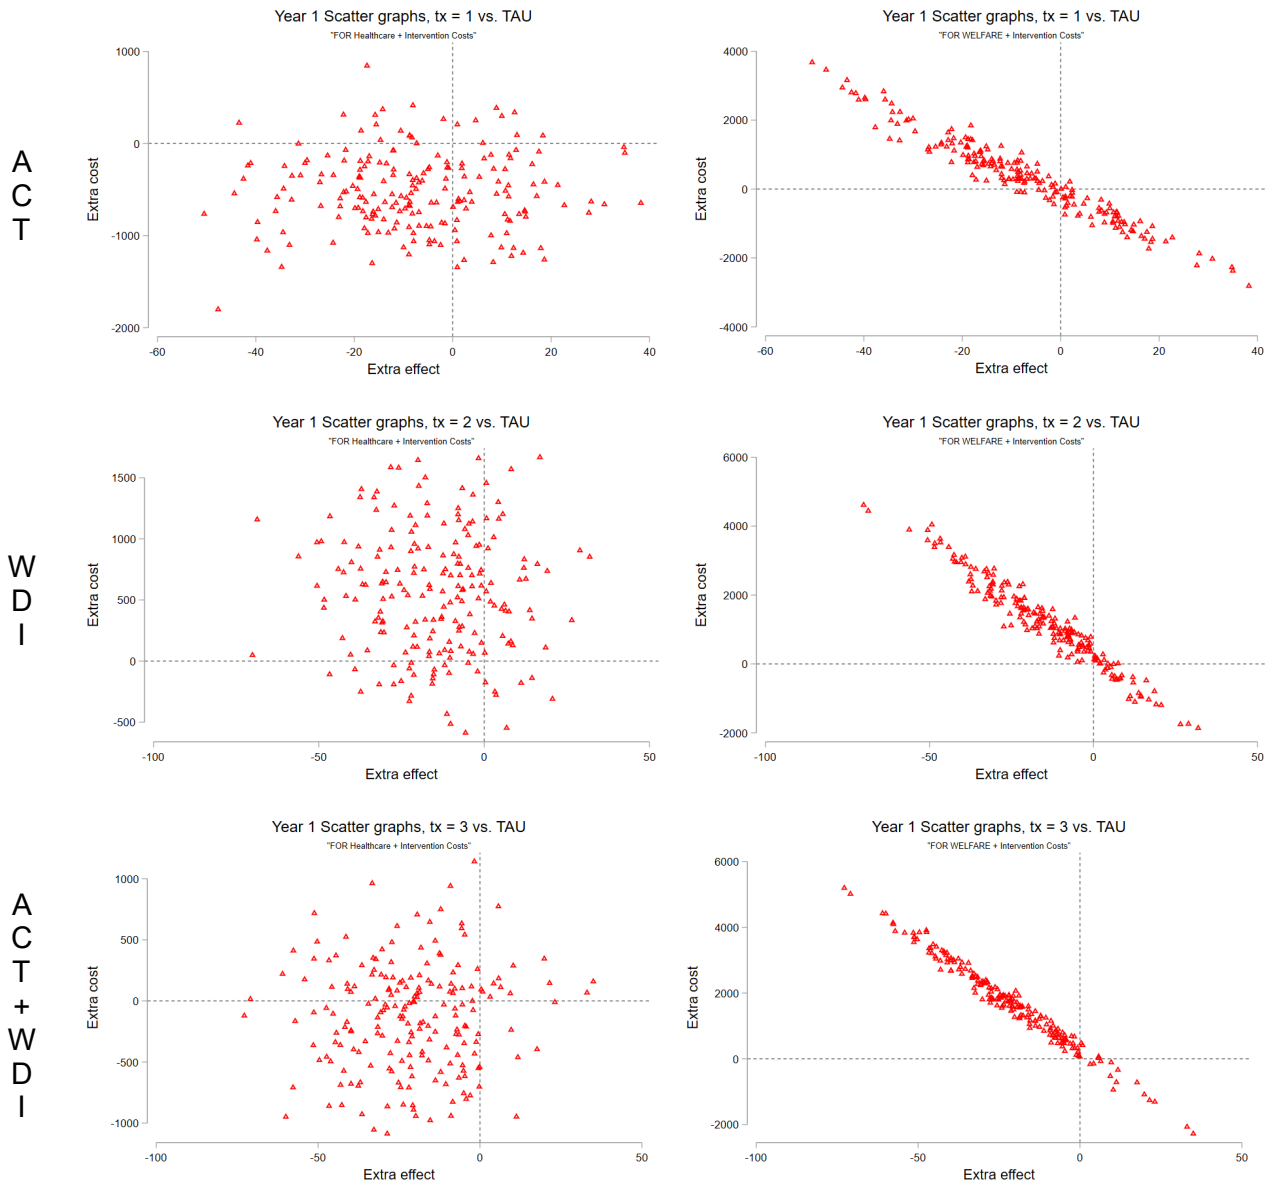 Year 1 Scatter graphs, tx = 1 vs. TAU
"FOR Healthcare + Intervention Costs"
1000
0
-1000
-2000
Extra cost
-60 -40 -20 0 20 40
Extra effect
Year 1 Scatter graphs, tx = 1 vs. TAU
"FOR WELFARE + Intervention Costs"
4000
2000
0
-2000
-4000
Extra cost
-60 -40 -20 0 20 40
Extra effect
A
C
T
Year 1 Scatter graphs, tx = 2 vs. TAU
"FOR Healthcare + Intervention Costs"
1500
1000
500
0
-500
Extra cost
-100 -50 0 50
Extra effect
Year 1 Scatter graphs, tx = 2 vs. TAU
"FOR WELFARE + Intervention Costs"
6000
4000
2000
0
-2000
Extra cost
-100 -50 0 50
Extra effect
W
D
I
Year 1 Scatter graphs, tx = 3 vs. TAU
"FOR Healthcare + Intervention Costs"
1000
500
0
-500
-1000
Extra cost
-100 -50 0 50
Extra effect
Year 1 Scatter graphs, tx = 3 vs. TAU
"FOR WELFARE + Intervention Costs"
6000
4000
2000
0
-2000
Extra cost
-100 -50 0 50
Extra effect
A
C
T
+
W
D
I